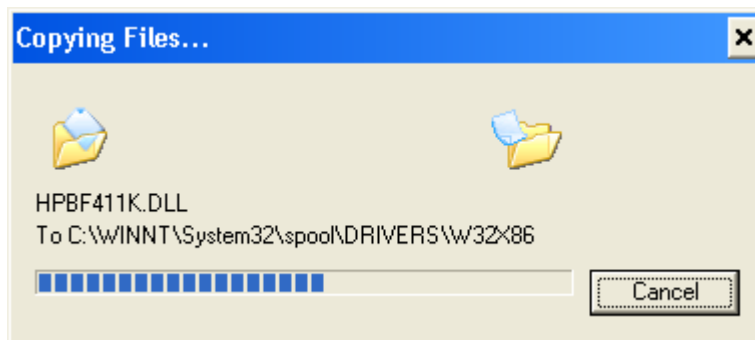 Copying Files...
HPBF411K.DLL
To C:\WINNT\System32\spool\DRIVERS\W32X86
Cancel